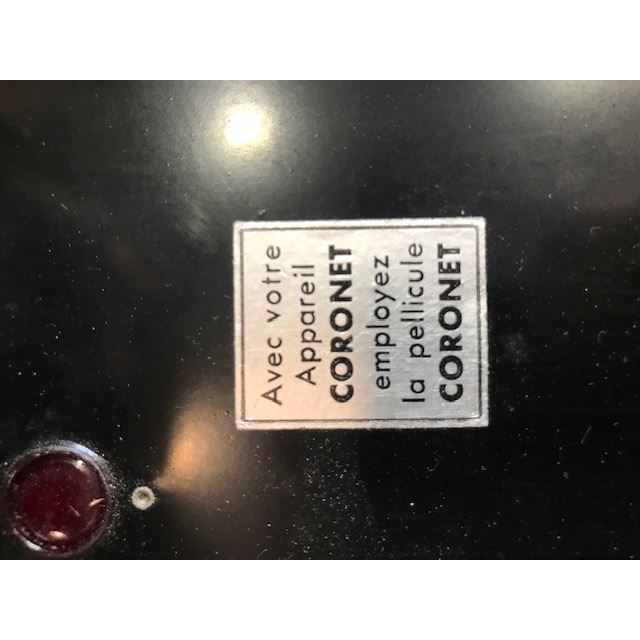 Avec votre
Appareil
CORONET
employez
la pellicule
CORONET